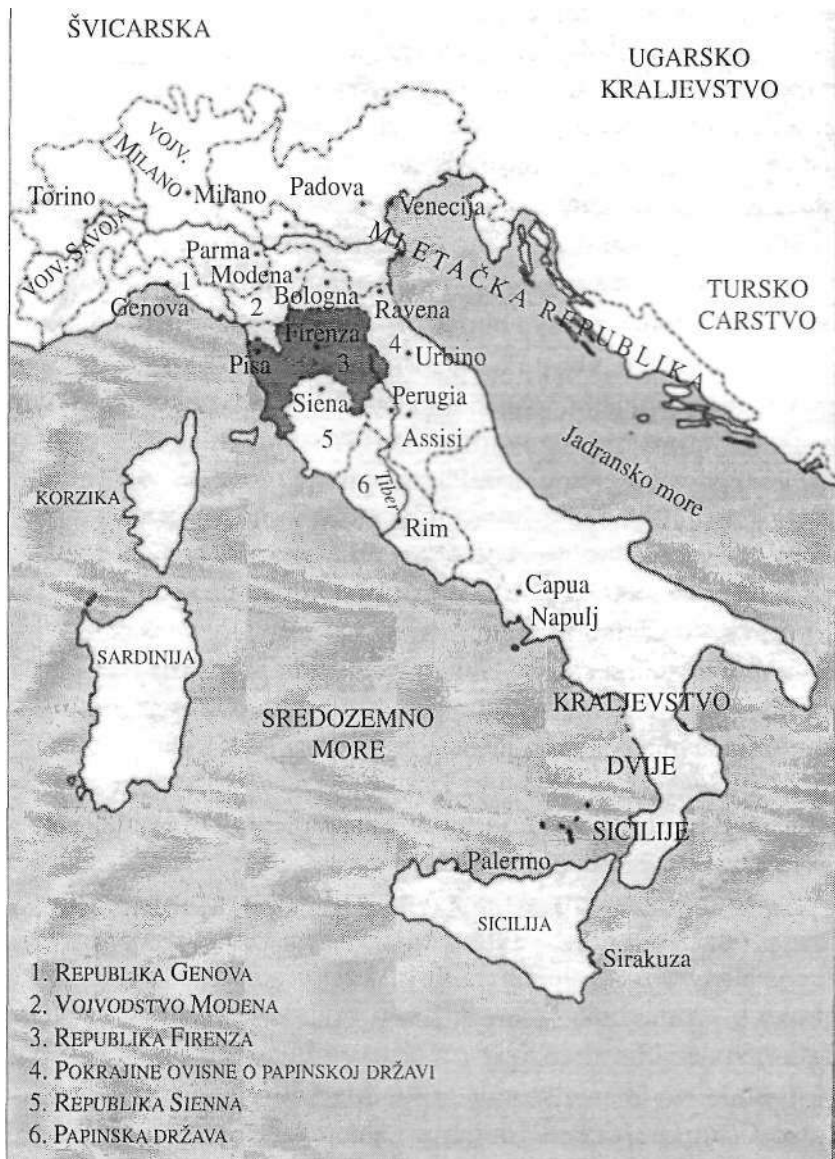 ŠVICARSKA
UGARSKO
KRALJEVSTVO
VOJV.
MILANO
Torino
Milano
Padova
Venecija
VOJV. SAVOJA
Parma
Modena
MLETAČKA REPUBLIKA
1
Genova
2
Bologna
Ravena
TURSKO
CARSTVO
Firenza
4
Urbino
Pisa
3
Siena
Perugia
5
Assisi
Jadransko more
KORZIKA
6
Tiber
Rim
Capua
Napulj
SARDINIJA
SREDOZEMNO
MORE
KRALJEVSTVO
DVIJE
SICILIJE
Palermo
SICILIJA
Sirakuza
1. REPUBLIKA GENOVA
2. VOJVODSTVO MODENA
3. REPUBLIKA FIRENZA
4. POKRAJINE OVISNE O PAPINSKOJ DRŽAVI
5. REPUBLIKA SIENNA
6. PAPINSKA DRŽAVA